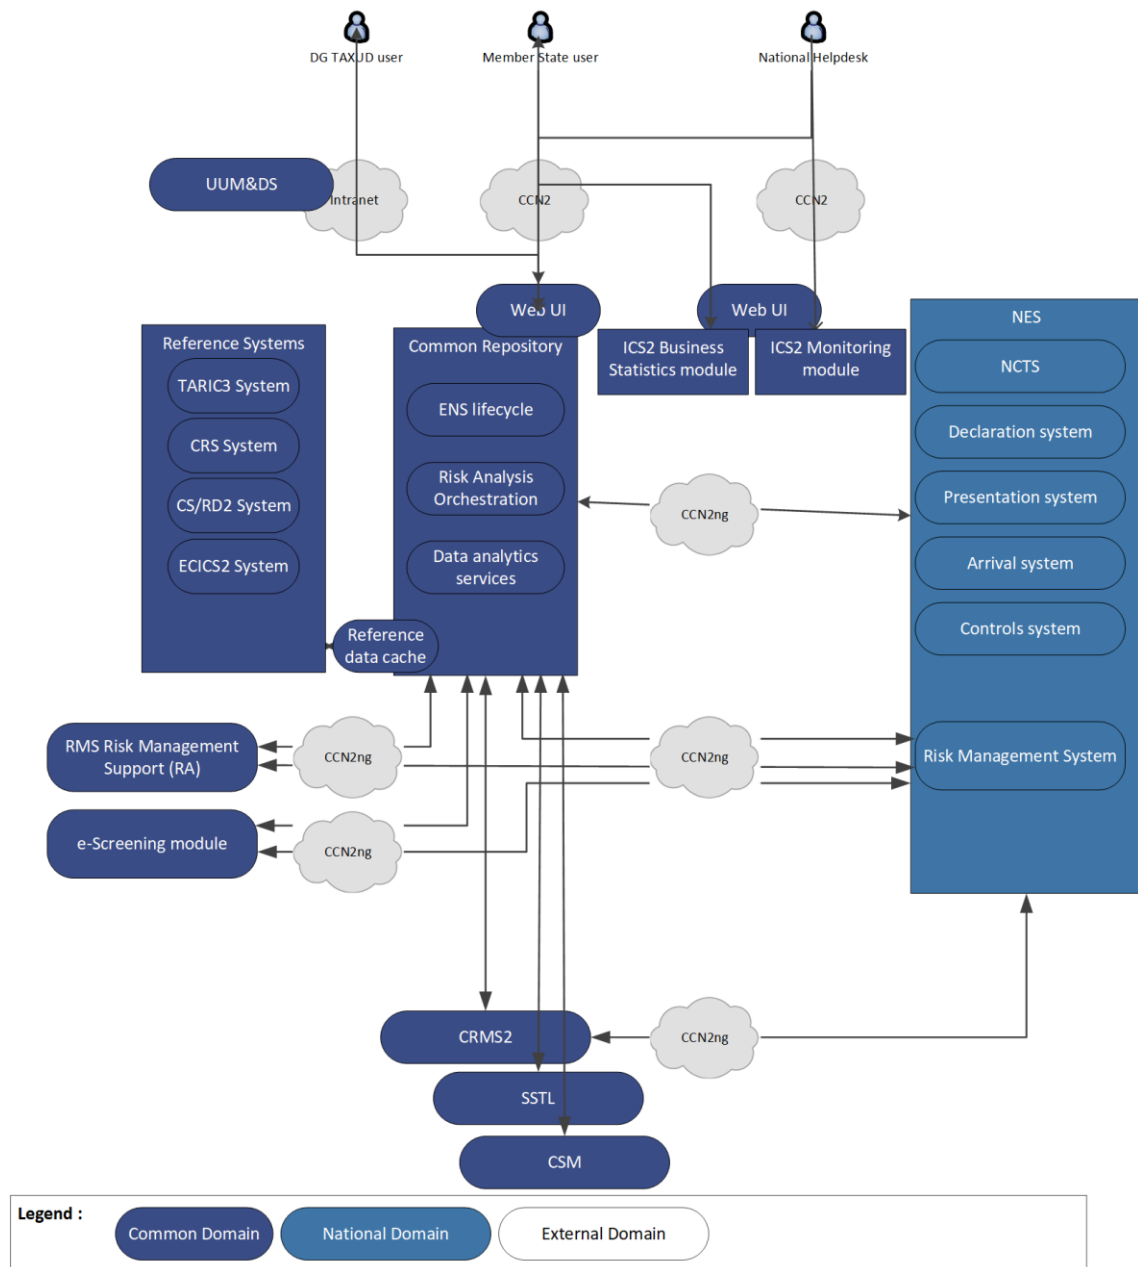 DG TAXUD user
Member State user
National Helpdesk
UUM&DS
Intranet
CCN2
CCN2
Web UI
Web UI
NES
Reference Systems
Common Repository
ICS2 Business
Statistics module
ICS2 Monitoring
module
NCTS
TARIC3 System
ENS lifecycle
Declaration system
CRS System
Risk Analysis
Orchestration
Presentation system
CS/RD2 System
CCN2ng
Data analytics
services
Arrival system
ECICS2 System
Controls system
Reference
data cache
RMS Risk Management
Support (RA)
CCN2ng
CCN2ng
Risk Management System
e-Screening module
CCN2ng
CRMS2
CCN2ng
SSTL
CSM
Legend :
Common Domain
National Domain
External Domain